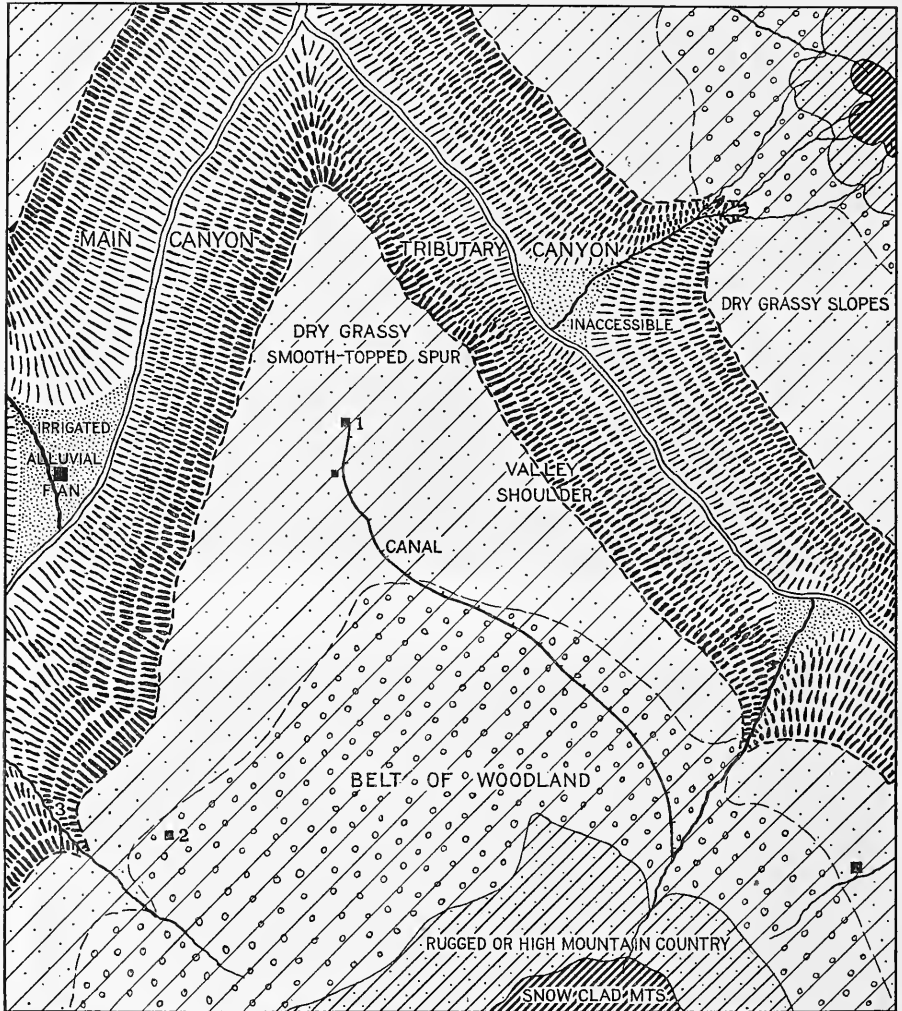 MAIN CANYON
TRIBUTARY CANYON
DRY GRASSY SLOPES
INACCESSIBLE
DRY GRASSY
SMOOTH-TOPPED SPUR
IRRIGATED
ALLUVIAL
FAN
1
VALLEY
SHOULDER
CANAL
BELT OF WOODLAND
3
2
RUGGED OR HIGH MOUNTAIN COUNTRY
SNOW CLAD MTS.